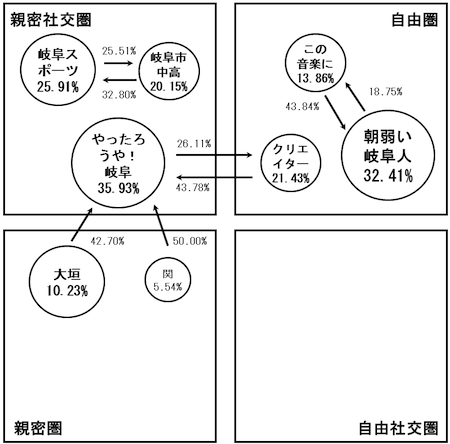 親密社交圏
岐阜ス
ポーツ
25.91%
25.51%
32.80%
岐阜市
中高
20.15%
やったろ
うや！
岐阜
35.93%
26.11%
43.78%
自由圏
この
音楽に
13.86%
18.75%
43.84%
クリエ
イター
21.43%
朝弱い
岐阜人
32.41%
42.70%
50.00%
大垣
10.23%
関
5.54%
親密圏
自由社交圏